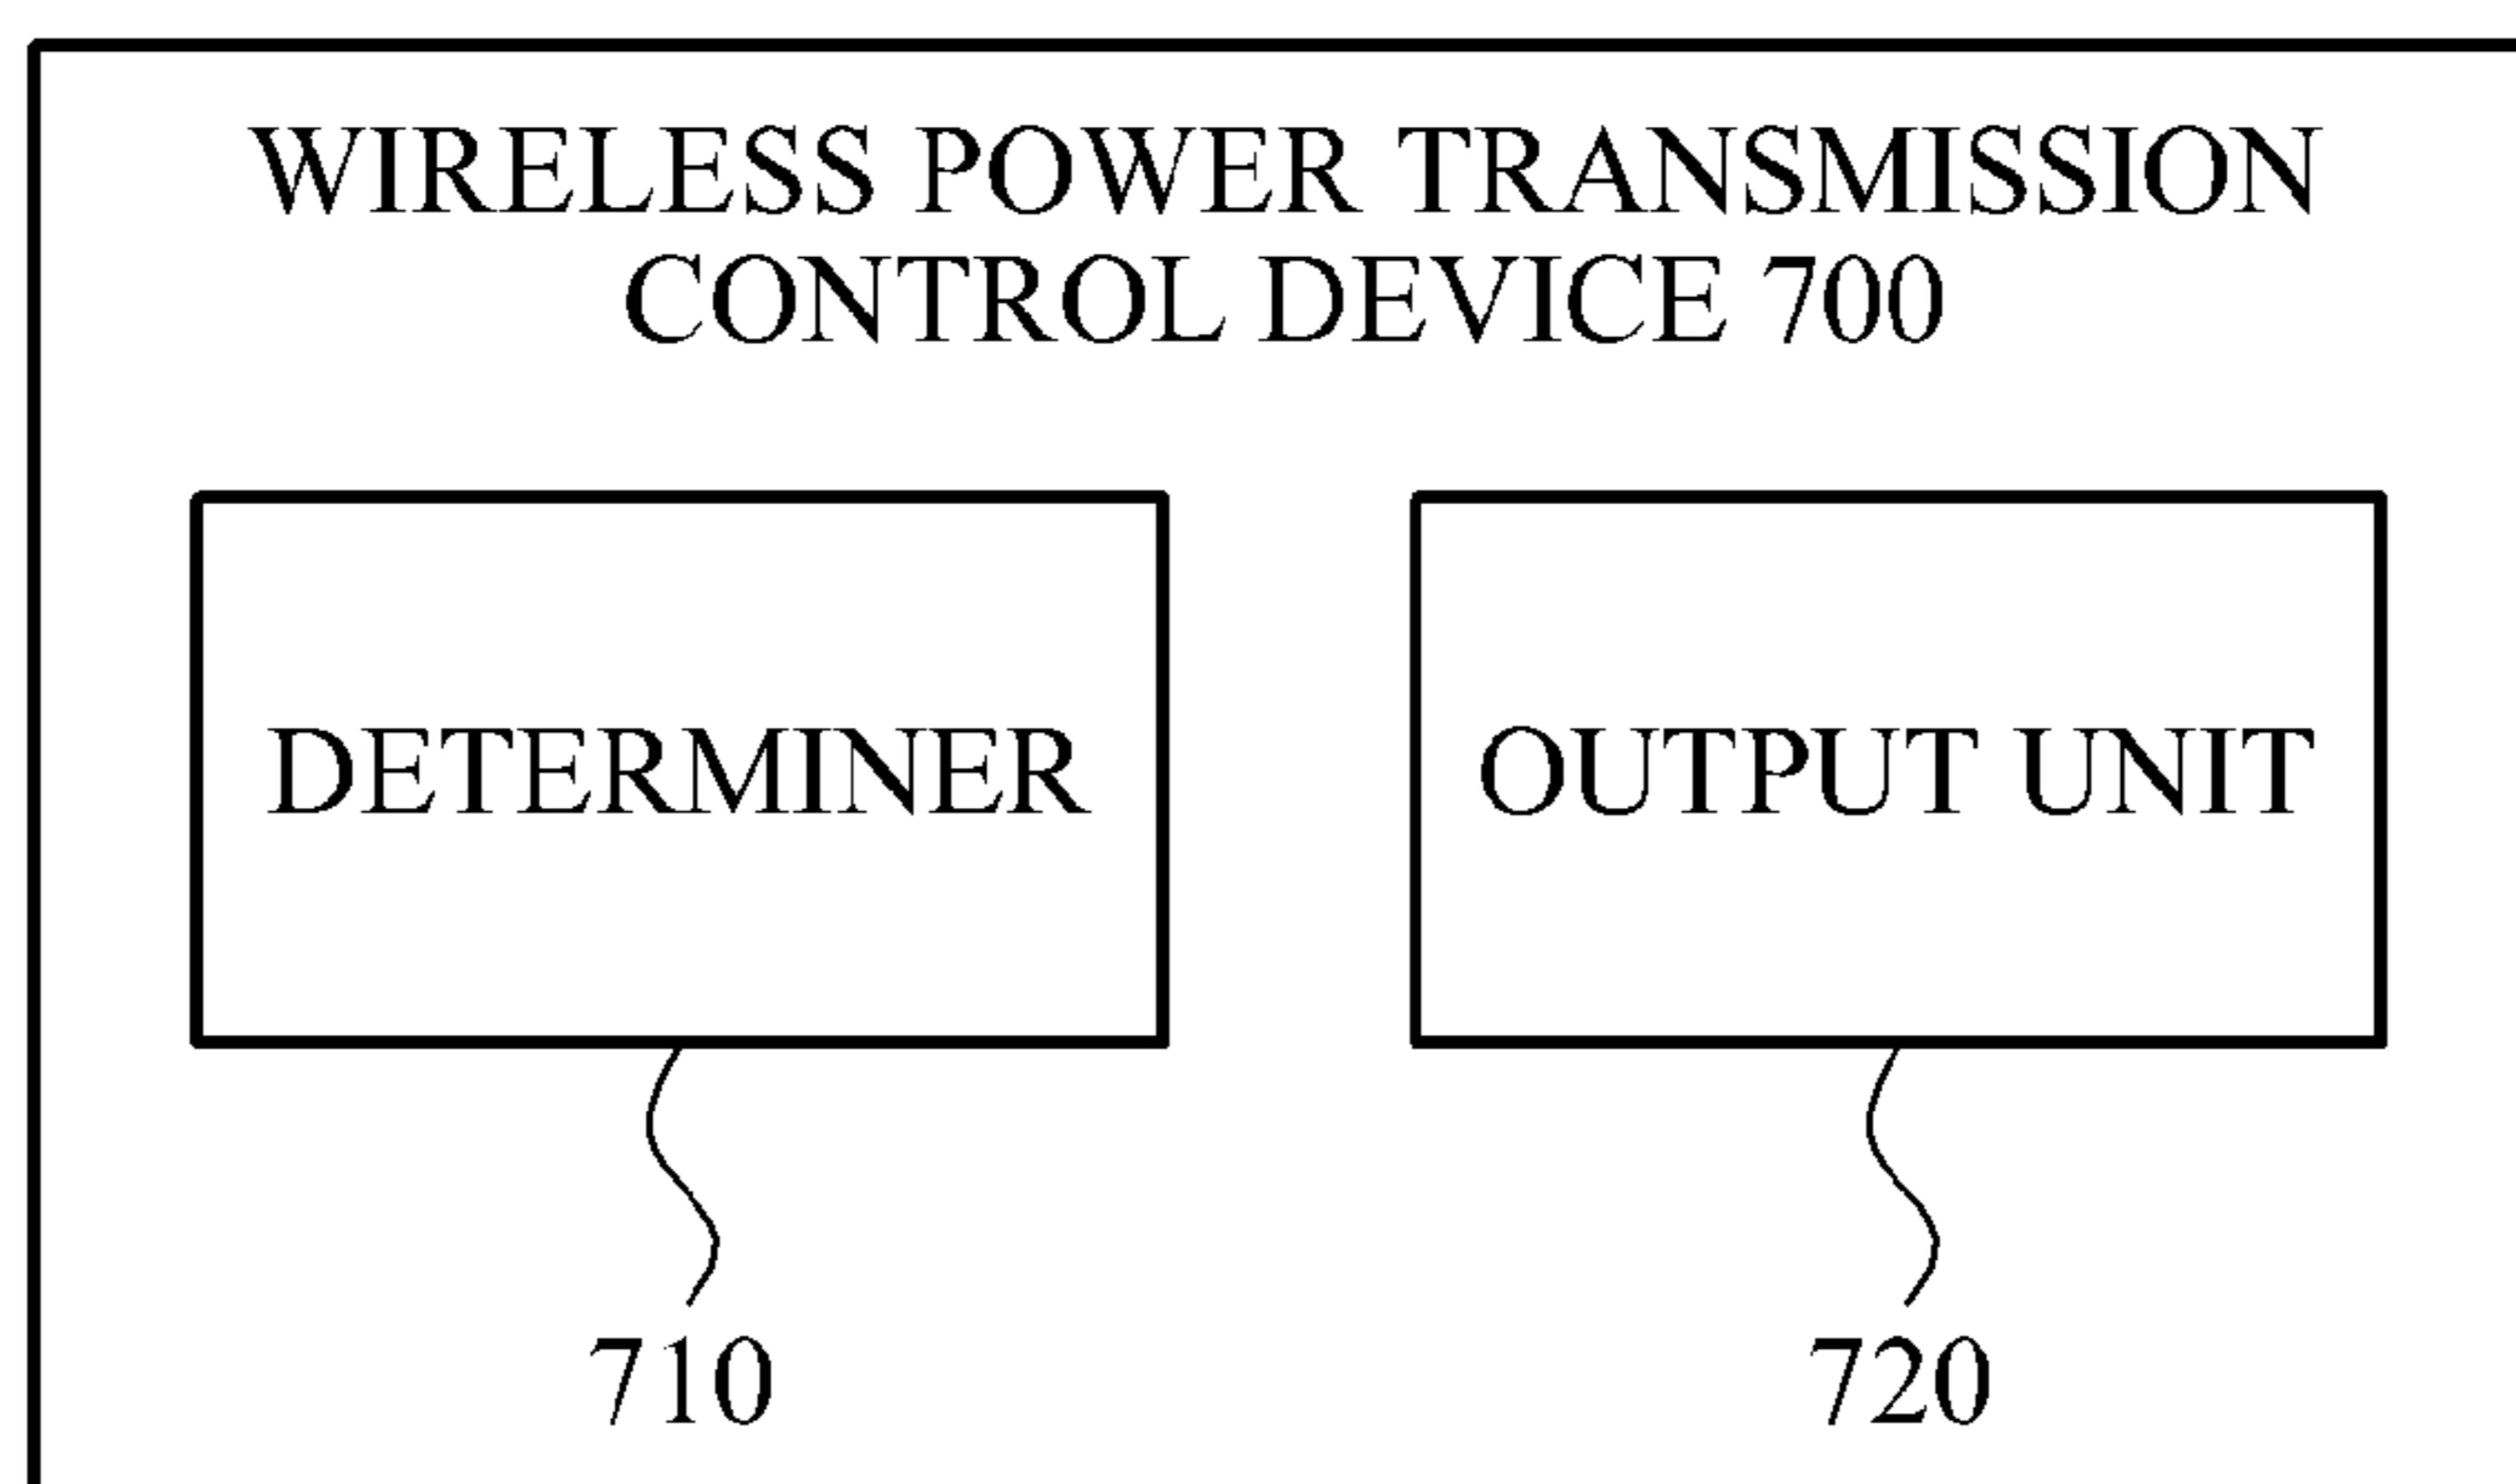 WIRELESS POWER TRANSMISSION
CONTROL DEVICE 700
DETERMINER
OUTPUT UNIT
710
720